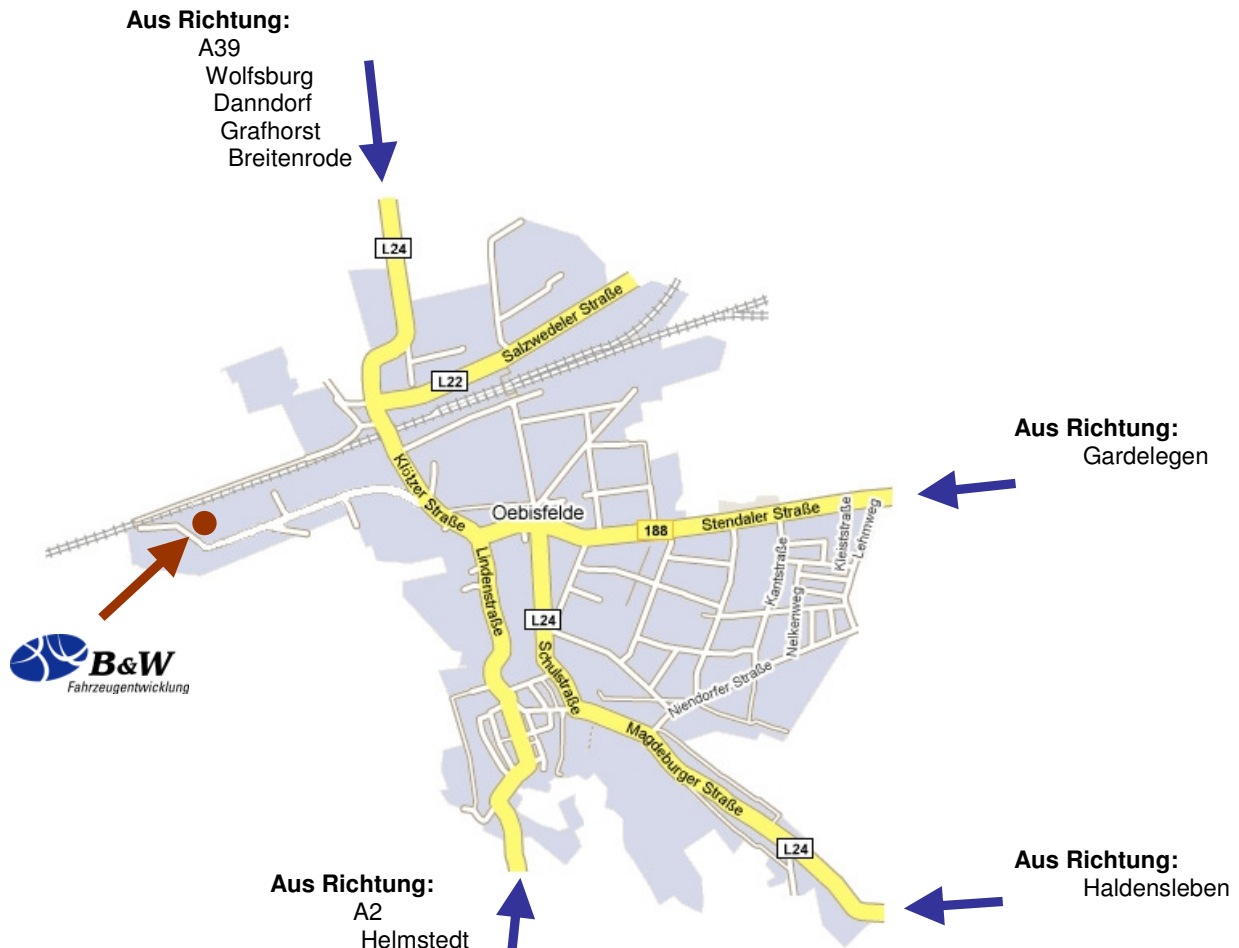 Aus Richtung:
A39
Wolfsburg
Danndorf
Grafhorst
Breitenrode
L24
Salzwedeler Straße
L22
Aus Richtung:
Gardelegen
Klötzer Straße
Oebisfelde
188
Stendaler Straße
Kleiststraße
Lehmweg
Kantstraße
Nelkenweg
Lindenstraße
L24
Schulstraße
Niendorfer Straße
B&W
Fahrzeugentwicklung
Magdeburger Straße
L24
Aus Richtung:
Haldensleben
Aus Richtung:
A2
Helmstedt